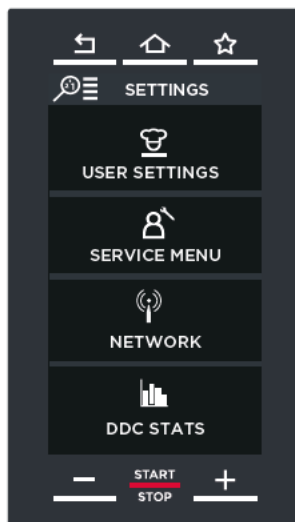 SETTINGS
USER SETTINGS
SERVICE MENU
NETWORK
DDC STATS
START
STOP